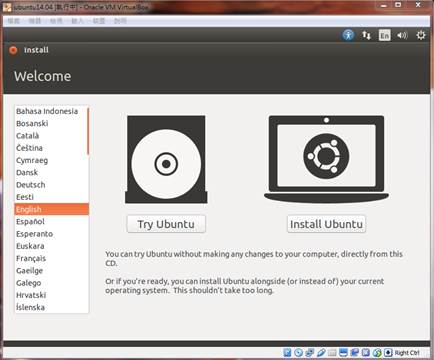 ubuntu14.04 [執行中] - Oracle VM VirtualBox
檔案 機器 檢視 輸入 裝置 說明
En
Install
Welcome
Bahasa Indonesia
Bosanski
Català
Čeština
Cymraeg
Dansk
Deutsch
Eesti
English
Español
Esperanto
Euskara
Français
Gaeilge
Galego
Hrvatski
Íslenska
Try Ubuntu
Install Ubuntu
You can try Ubuntu without making any changes to your computer, directly from this
CD.
Or if you're ready, you can install Ubuntu alongside (or instead of) your current
operating system. This shouldn't take too long.
Right Ctrl